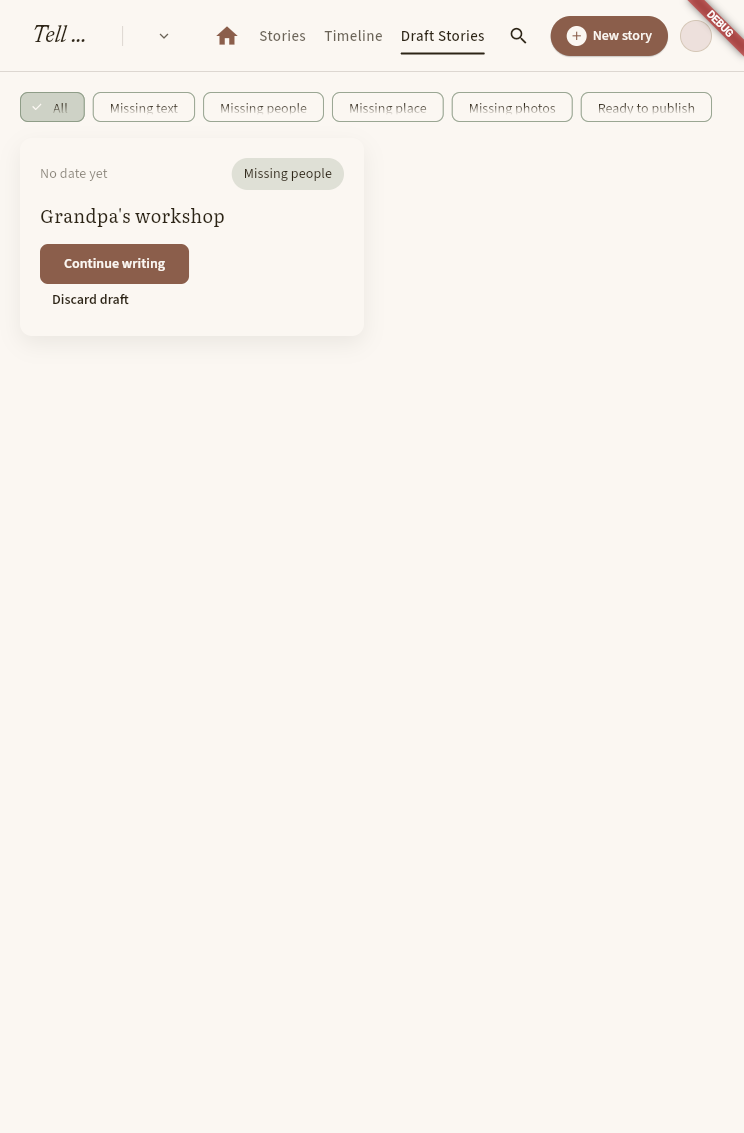 Tell ...
Stories
Timeline
Draft Stories
New story
DEBUG
All
Missing text
Missing people
Missing place
Missing photos
Ready to publish
No date yet
Missing people
Grandpa's workshop
Continue writing
Discard draft